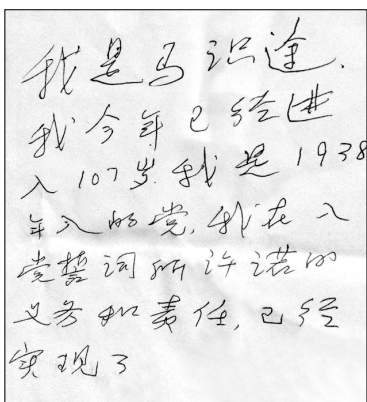 我是马识途.
我今年已经进
入107岁.我是1938
年入的党,我在入
党誓词所许诺的
义务和责任,已经
实现了